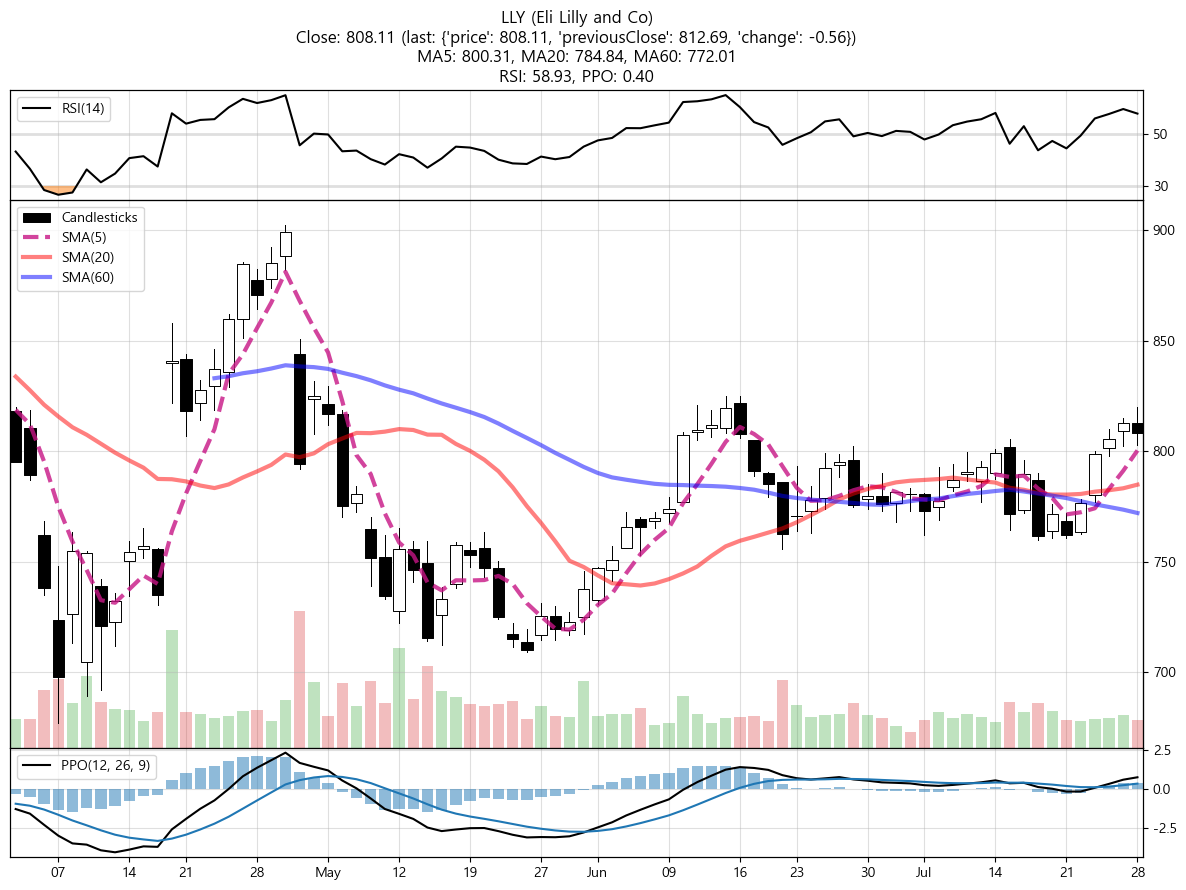 LLY (Eli Lilly and Co)
Close: 808.11 (last: {'price': 808.11, 'previousClose': 812.69, 'change': -0.56})
MA5: 800.31, MA20: 784.84, MA60: 772.01
RSI: 58.93, PPO: 0.40
RSI(14)
50
30
Candlesticks
SMA(5)
SMA(20)
SMA(60)
900
850
800
750
700
PPO(12, 26, 9)
2.5
0.0
-2.5
07 14 21 28 May 12 19 27 Jun 09 16 23 30 Jul 14 21 28